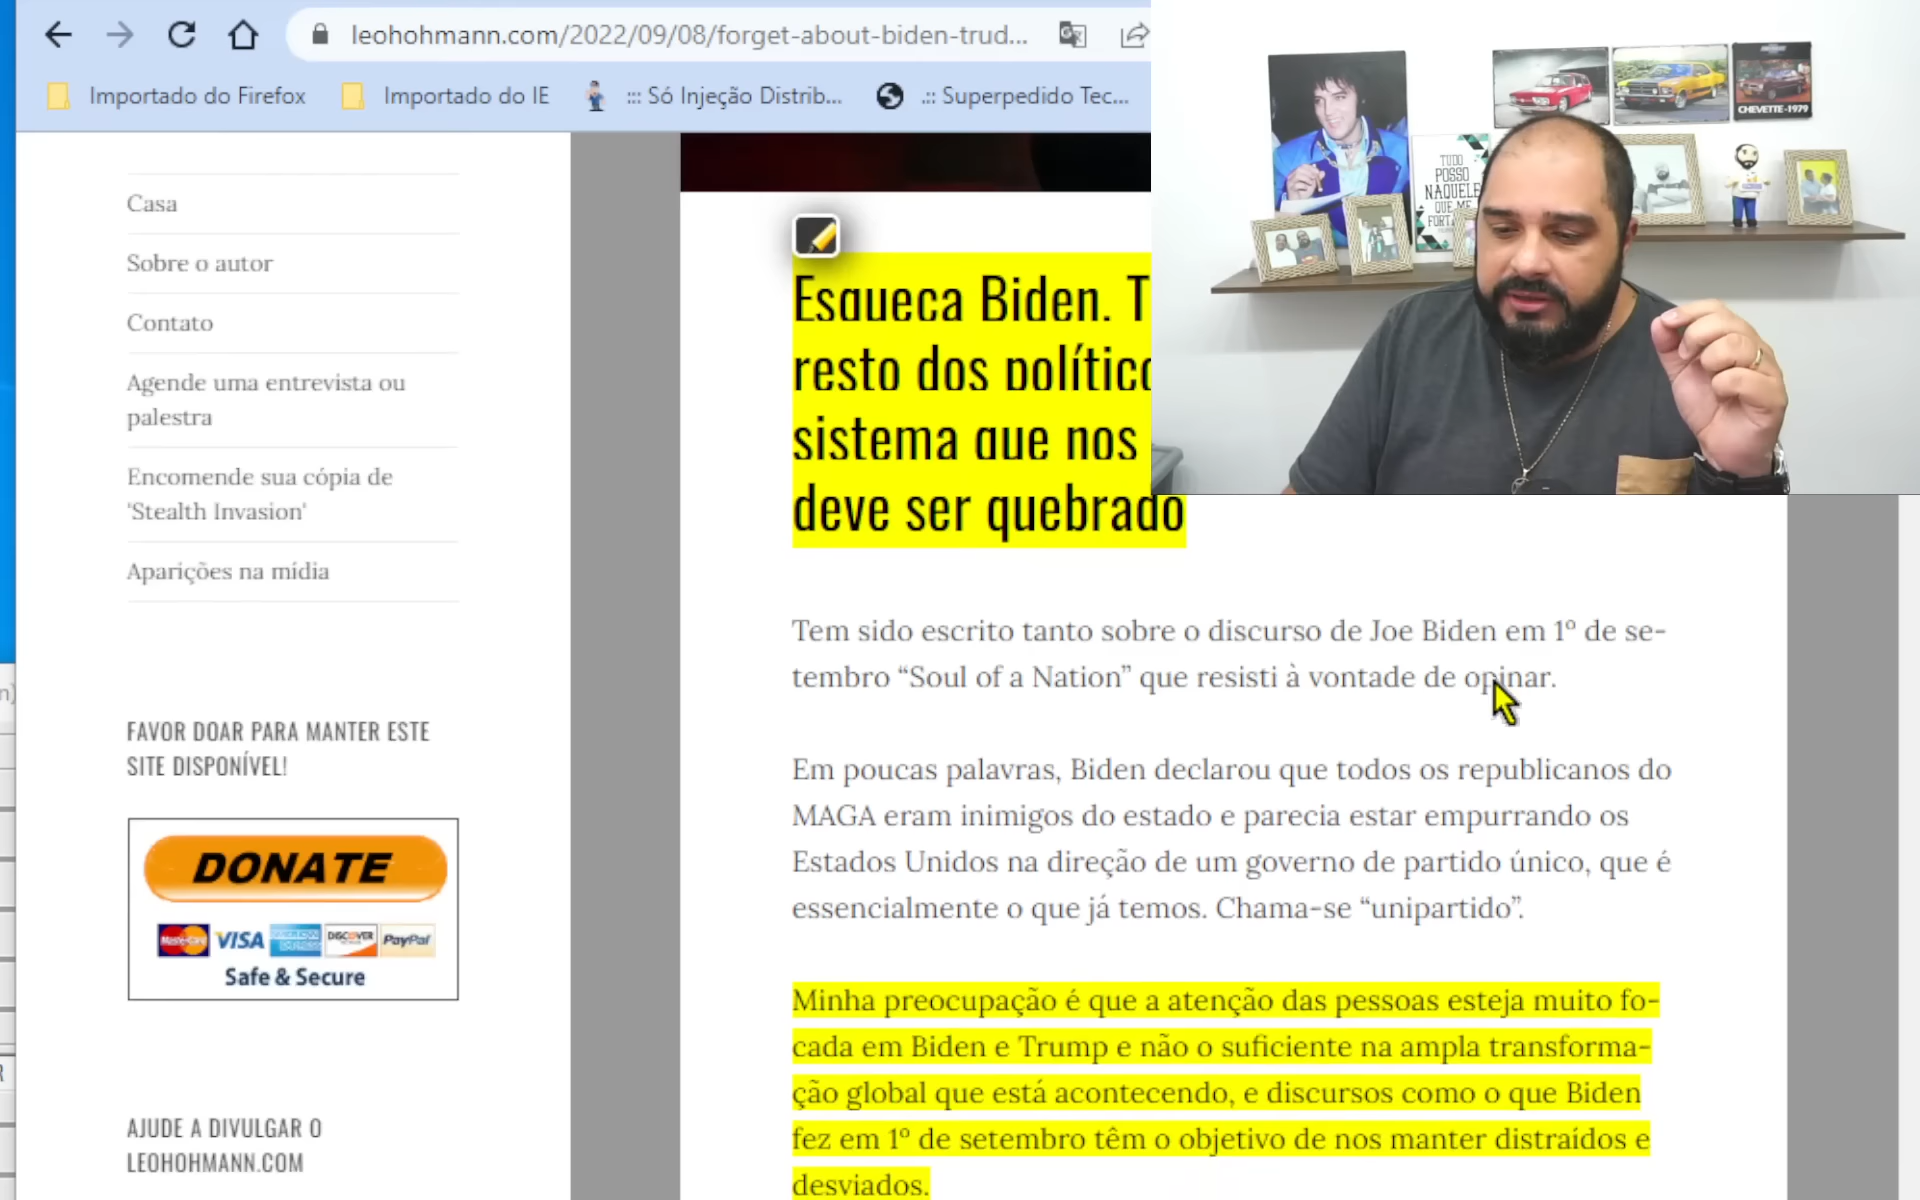 leohohmann.com/2022/09/08/forget-about-biden-trud...
Importado do Firefox
Importado do IE
::: Só Injeção Distrib...
.:: Superpedido Tec...
Casa
Sobre o autor
Contato
Agende uma entrevista ou
palestra
Encomende sua cópia de
'Stealth Invasion'
Aparições na mídia
FAVOR DOAR PARA MANTER ESTE
SITE DISPONÍVEL!
DONATE
MasterCard VISA AMERICAN EXPRESS DISCOVER PayPal
Safe & Secure
AJUDE A DIVULGAR O
LEOHOHMANN.COM
Esqueça Biden. T
resto dos polític
sistema que nos
deve ser quebrado
Tem sido escrito tanto sobre o discurso de Joe Biden em 1º de se-
tembro “Soul of a Nation” que resisti à vontade de opinar.
Em poucas palavras, Biden declarou que todos os republicanos do
MAGA eram inimigos do estado e parecia estar empurrando os
Estados Unidos na direção de um governo de partido único, que é
essencialmente o que já temos. Chama-se “unipartido”.
Minha preocupação é que a atenção das pessoas esteja muito fo-
cada em Biden e Trump e não o suficiente na ampla transforma-
ção global que está acontecendo, e discursos como o que Biden
fez em 1º de setembro têm o objetivo de nos manter distraídos e
desviados.
TUDO
POSSO
NAQUELE
QUE ME
FORT
CHEVETTE-1979